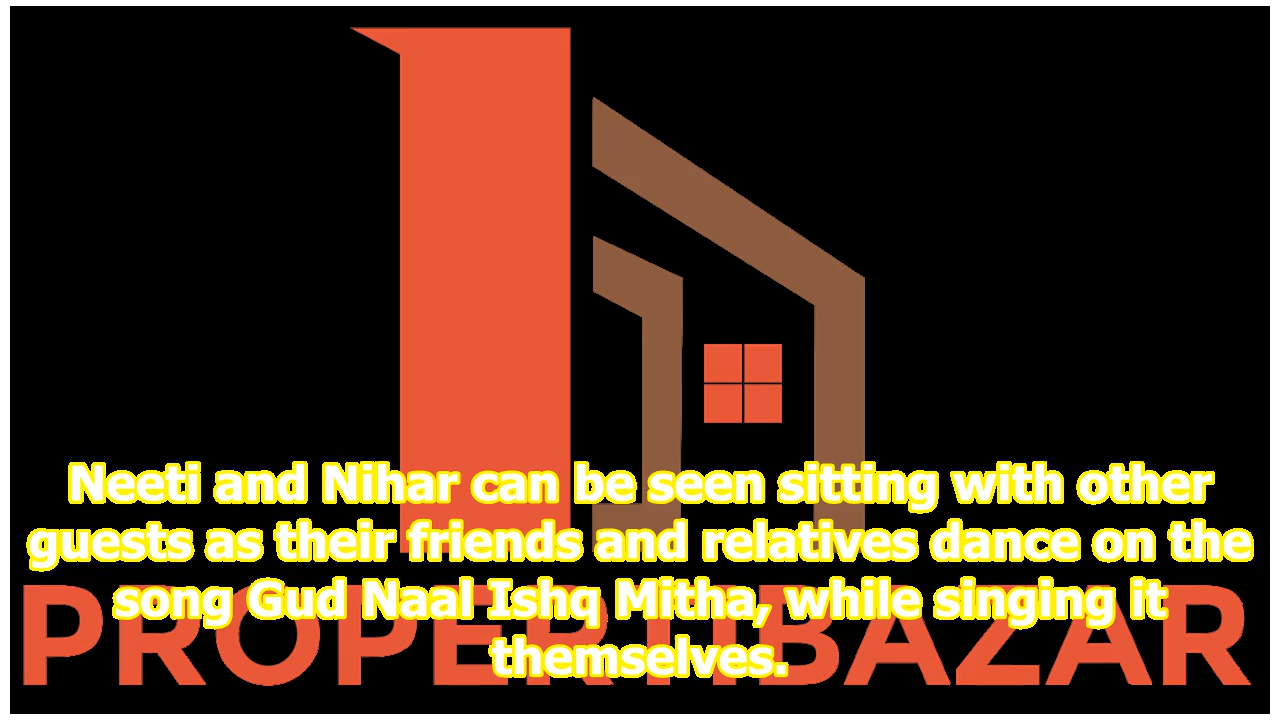 Neeti and Nihar can be seen sitting with other
guests as their friends and relatives dance on the
song Gud Naal Ishq Mitha, while singing it
themselves.
PROPERTIBAZAR